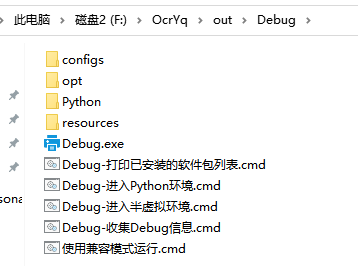 此电脑 > 磁盘2 (F:) > OcrYq > out > Debug >
configs
opt
Python
resources
Debug.exe
Debug-打印已安装的软件包列表.cmd
Debug-进入Python环境.cmd
Debug-进入半虚拟环境.cmd
sona
Debug-收集Debug信息.cmd
使用兼容模式运行.cmd